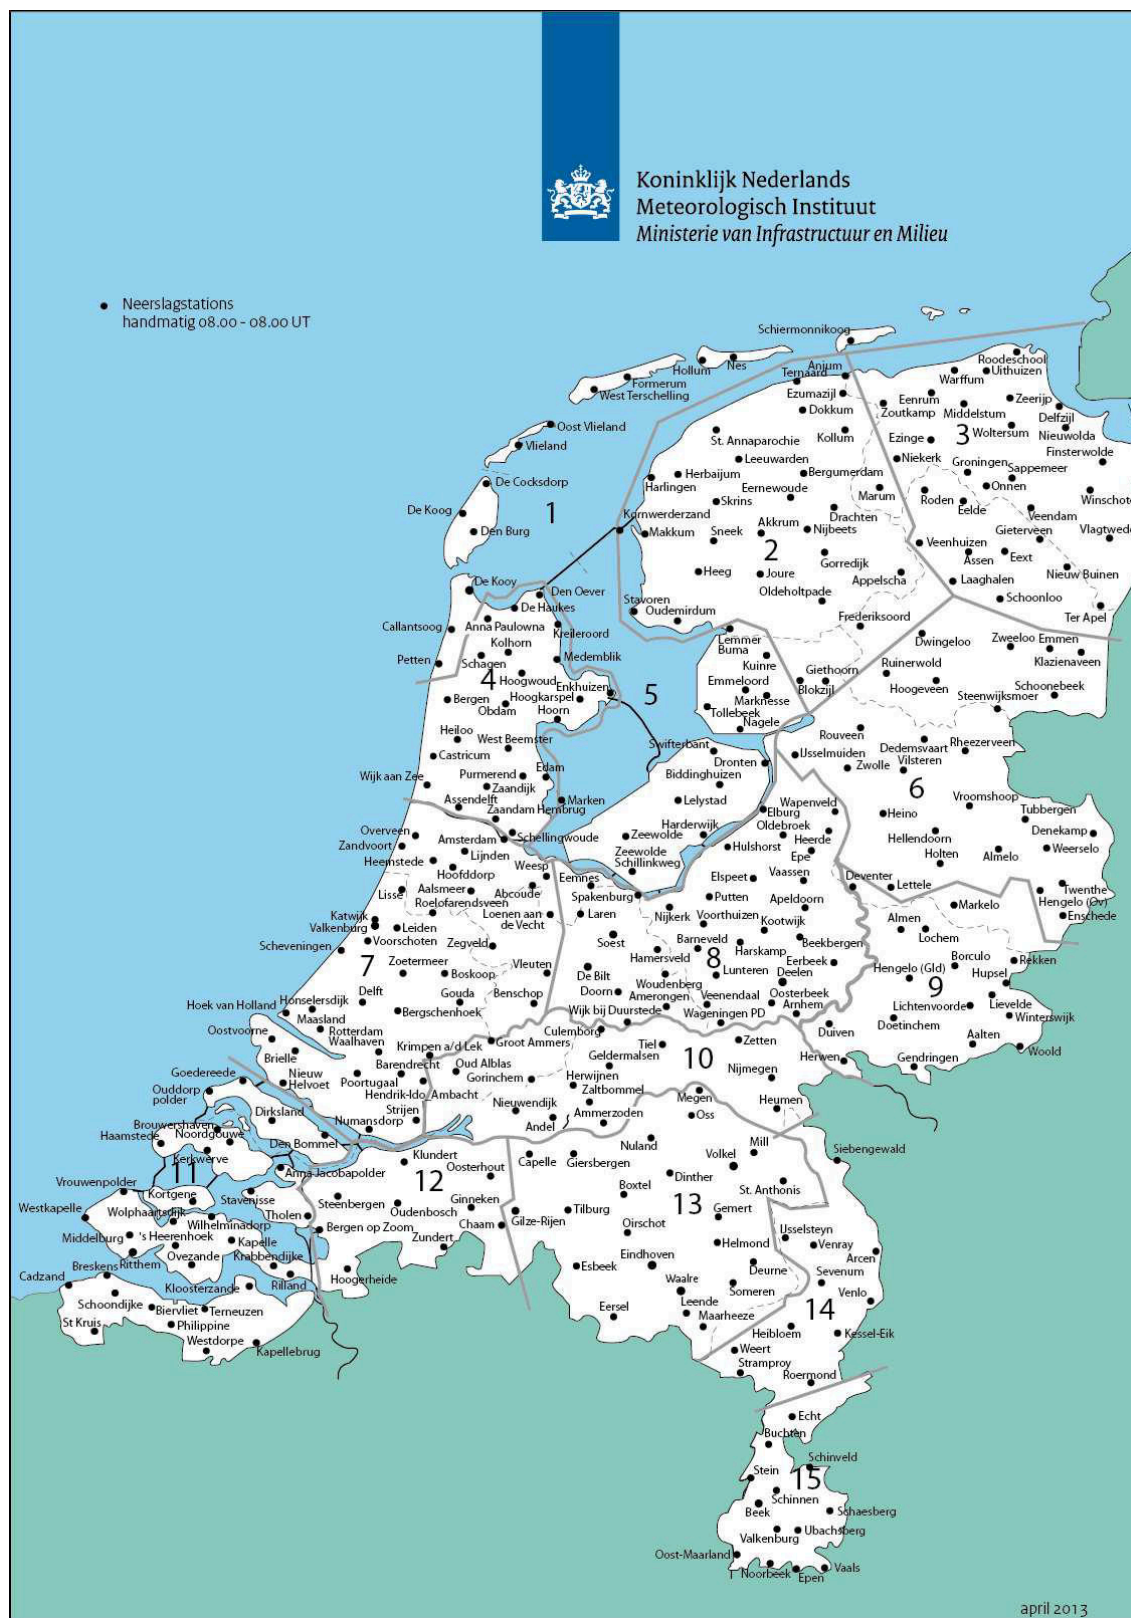 Koninklijk Nederlands
Meteorologisch Instituut
Ministerie van Infrastructuur en Milieu
Neerslagstations
handmatig 08.00 - 08.00 UT
Schiermonnikoog
Hollum
Nes
Formerum
West Terschelling
Oost Vlieland
Vlieland
De Cocksdorp
De Koog
Den Burg
1
De Kooy
Den Oever
De Haukes
Callantsoog
Petten
Ternaard
Anjum
Ezumazijl
Dokkum
St. Annaparochie
Kollum
Leeuwarden
Herbaijum
Bergumerdam
Harlingen
Eernewoude
Skrins
Marum
Kornwerderzand
Makkum
Sneek
Akkrum
Drachten
Nijbeets
2
Gorredijk
Heeg
Joure
Appelscha
Oldeholtpade
Stavoren
Oudemirdum
Frederiksoord
Roodeschool
Uithuizen
Warffum
Eenrum
Zoutkamp
Middelstum
Zeerijp
Delfzijl
3
Woltersum
Nieuwolda
Ezinge
Finsterwolde
Niekerk
Groningen
Sappemeer
Onnen
Roden
Winschote
Eelde
Veendam
Gieterveen
Vlagtwedd
Veenhuizen
Assen
Eext
Laaghalen
Nieuw Buinen
Schoonloo
Ter Apel
Anna Paulowna
Kreileroord
Kolhorn
Schagen
Medemblik
4
Hoogwoud
Enkhuizen
Bergen
Hoogkarspel
Obdam
Hoorn
Heiloo
West Beemster
Castricum
Edam
Wijk aan Zee
Purmerend
Zaandijk
Assendelft
Zaandam Hembrug
Marken
Schellingwoude
5
Lemmer
Buma
Kuinre
Emmeloord
Marknesse
Tollebeek
Nagele
Giethoorn
Blokzijl
Swifterbant
Dronten
Biddinghuizen
Lelystad
Zeewolde
Harderwijk
Zeewolde
Schillinkweg
Dwingeloo
Zweeloo
Emmen
Ruinerwold
Klazienaveen
Hoogeveen
Schoonebeek
Steenwijksmoer
Rouveen
IJsselmuiden
Dedemsvaart
Rheezerveen
Zwolle
Vilsteren
6
Vroomshoop
Heino
Tubbergen
Hellendoorn
Denekamp
Holten
Almelo
Weerselo
Deventer
Lettele
Twenthe
Hengelo (Ov)
Enschede
Overveen
Zandvoort
Amsterdam
Heemstede
Lijnden
Hoofddorp
Weesp
Lisse
Aalsmeer
Abcoude
Roelofarendsveen
Katwijk
Valkenburg
Leiden
Loenen aan
de Vecht
Voorschoten
Zegveld
Scheveningen
7
Zoetermeer
Boskoop
Vleuten
Hoek van Holland
Honselersdijk
Delft
Gouda
Benschop
Maasland
Bergschenhoek
Oostvoorne
Rotterdam
Waalhaven
Krimpen a/d Lek
Brielle
Nieuw
Helvoet
Barendrecht
Poortugaal
Hendrik-Ido-Ambacht
Goedereede
Ouddorp
polder
Dirksland
Strijen
Numansdorp
Den Bommel
Elburg
Wapenveld
Oldebroek
Heerde
Hulshorst
Epe
Elspeet
Vaassen
Eemnes
Spakenburg
Putten
Apeldoorn
Laren
Nijkerk
Voorthuizen
Kootwijk
Soest
Barneveld
Harskamp
Beekbergen
Hamersveld
8
Eerbeek
De Bilt
Lunteren
Deelen
Doorn
Woudenberg
Amerongen
Veenendaal
Oosterbeek
Arnhem
Wijk bij Duurstede
Wageningen PD
Markelo
Almen
Lochem
Borculo
Rekken
Hengelo (Gld)
Hupsel
9
Lichtenvoorde
Lievelde
Doetinchem
Winterswijk
Duiven
Aalten
Woold
Herwen
Gendringen
Culemborg
Groot Ammers
Tiel
Zetten
Geldermalsen
10
Oud Alblas
Gorinchem
Herwijnen
Nijmegen
Zaltbommel
Nieuwendijk
Heumen
Andel
Ammerzoden
Megen
Oss
Brouwershaven
Haamstede
Noordgouwe
Kerkwerve
11
Anna Jacobapolder
Vrouwenpolder
Kortgene
Stavenisse
Westkapelle
Wolphaartsdijk
Wilhelminadorp
Tholen
Middelburg
's Heerenhoek
Kapelle
Ritthem
Ovezande
Krabbendijke
Breskens
Cadzand
Kloosterzande
Rilland
Schoondijke
Biervliet
Terneuzen
St Kruis
Philippine
Westdorpe
Kapellebrug
Klundert
Oosterhout
12
Steenbergen
Ginneken
Oudenbosch
Chaam
Bergen op Zoom
Zundert
Hoogerheide
Capelle
Giersbergen
Nuland
Mill
Volkel
Dinther
Boxtel
13
St. Anthonis
Gilze-Rijen
Tilburg
Gemert
Oirschot
Eindhoven
Helmond
Esbeek
Deurne
Waalre
Someren
Eersel
Leende
Maarheeze
Siebengewald
IJsselsteyn
Venray
Arcen
Sevenum
Venlo
14
Heibloem
Kessel-Eik
Weert
Stramproy
Roermond
Echt
Buchten
Schinveld
Stein
15
Schinnen
Beek
Schaesberg
Valkenburg
Ubachsberg
Oost-Maarland
Noorbeek
Epen
Vaals
april 2013